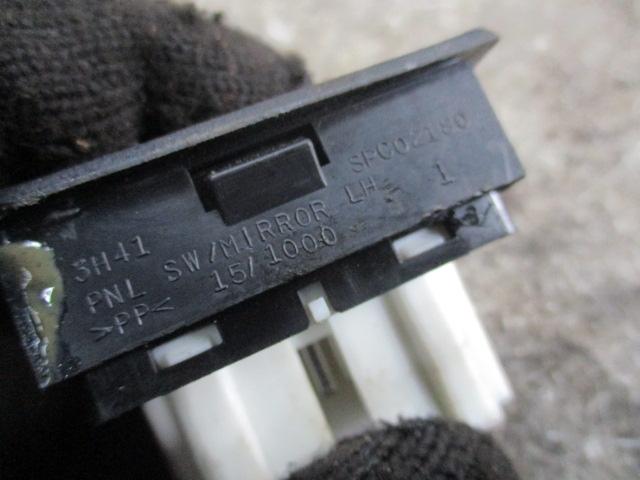 3H41 SPC02180
PNL SW/MIRROR LH 1
>PP< 15/1000